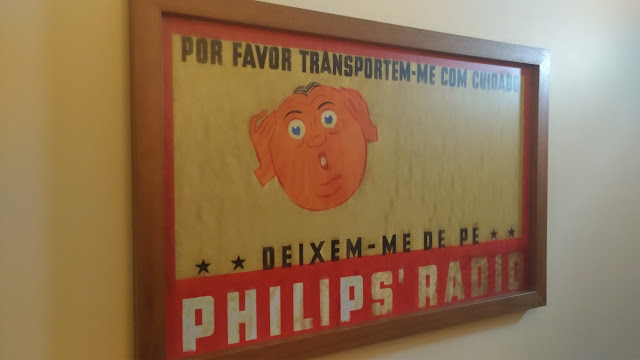 POR FAVOR TRANSPORTEM-ME COM CUIDADO
DEIXEM-ME DE PÉ
PHILIPS' RADIO